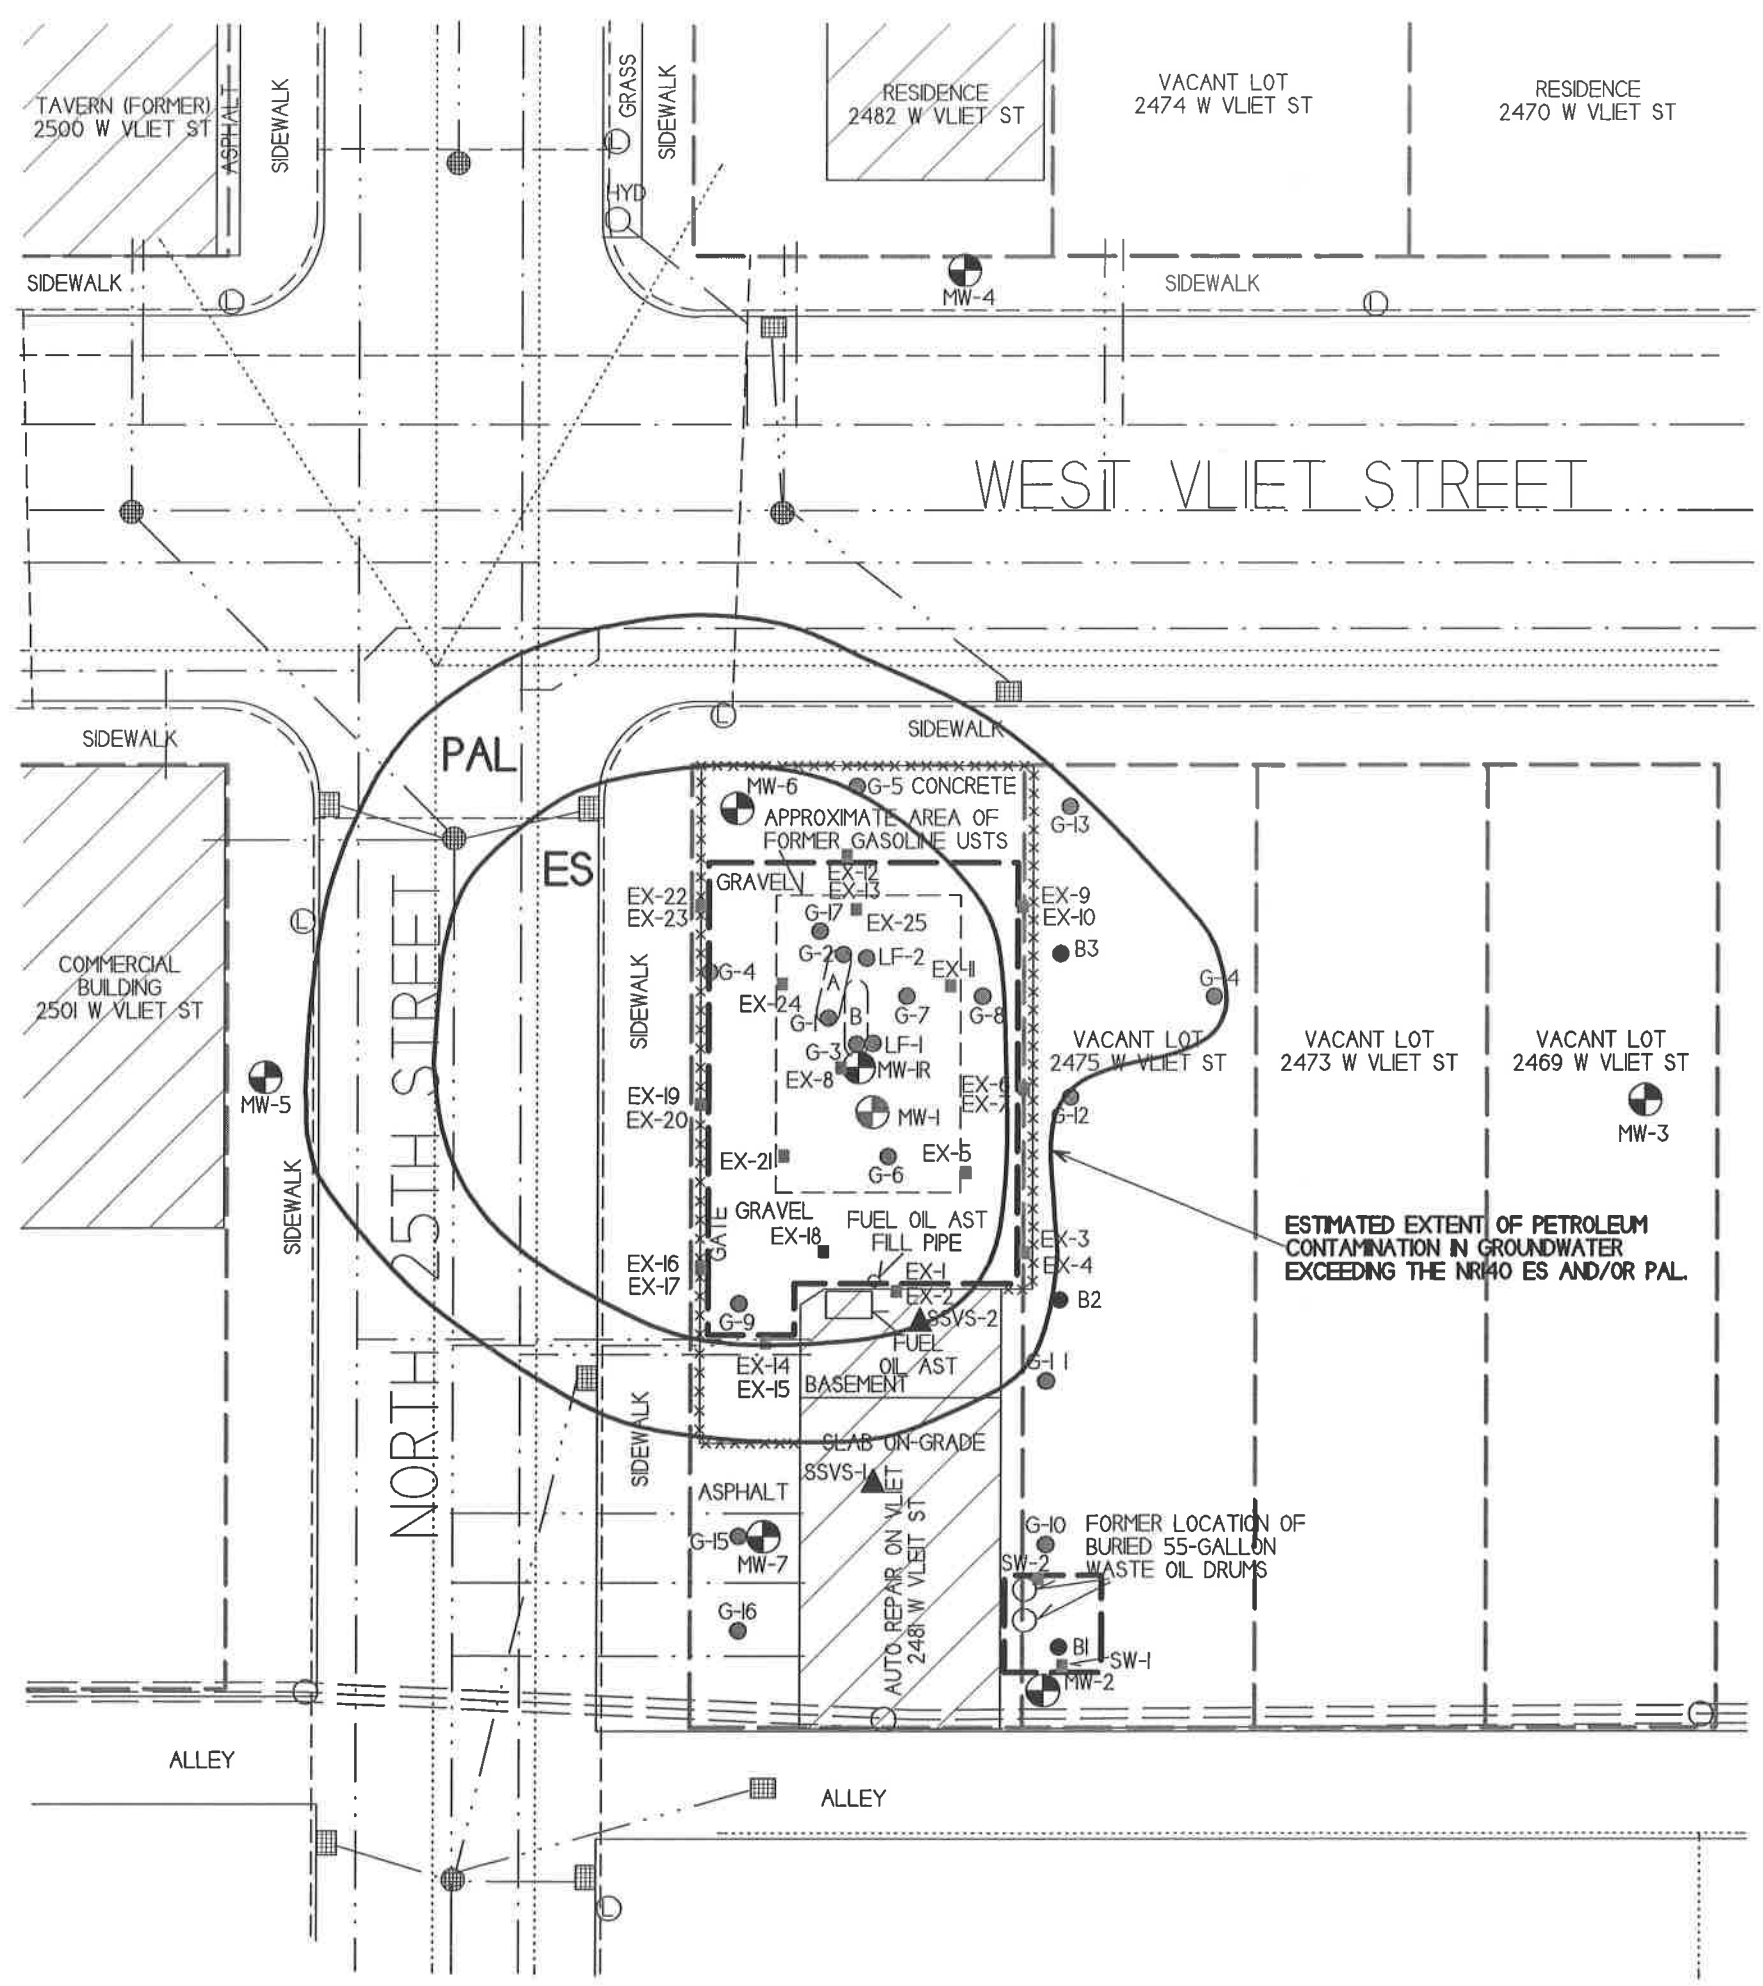 TAVERN (FORMER)
2500 W VLIET ST
ASPHALT
SIDEWALK
GRASS
SIDEWALK
L
HYD
RESIDENCE
2482 W VLIET ST
VACANT LOT
2474 W VLIET ST
RESIDENCE
2470 W VLIET ST
SIDEWALK
L
MW-4
SIDEWALK
L
WEST VLIET STREET
SIDEWALK
PAL
L
SIDEWALK
MW-6
G-5 CONCRETE
APPROXIMATE AREA OF
FORMER GASOLINE USTS
G-13
ES
GRAVEL
EX-12
EX-13
EX-22
EX-23
G-17
EX-25
EX-9
EX-10
L
COMMERCIAL
BUILDING
2501 W VLIET ST
NORTH 25TH STREET
SIDEWALK
G-2
LF-2
B3
G-4
EX-11
G-14
EX-24
A
G-1
B
G-7
G-8
G-3
LF-1
VACANT LOT
2475 W VLIET ST
VACANT LOT
2473 W VLIET ST
VACANT LOT
2469 W VLIET ST
EX-8
MW-1R
EX-6
EX-7
MW-5
EX-19
EX-20
MW-1
G-12
MW-3
EX-21
G-6
EX-5
SIDEWALK
GATE
GRAVEL
EX-18
FUEL OIL AST
FILL PIPE
ESTIMATED EXTENT OF PETROLEUM
CONTAMINATION IN GROUNDWATER
EXCEEDING THE NR140 ES AND/OR PAL.
EX-3
EX-4
EX-16
EX-17
EX-1
EX-2
B2
G-9
SSVS-2
FUEL
OIL AST
EX-14
EX-15
BASEMENT
G-11
SIDEWALK
SLAB ON-GRADE
SSVS-1
ASPHALT
AUTO REPAIR ON VLIET
2481 W VLEIT ST
G-15
MW-7
G-10
FORMER LOCATION OF
BURIED 55-GALLON
WASTE OIL DRUMS
SW-2
G-16
B1
SW-1
MW-2
ALLEY
ALLEY
L